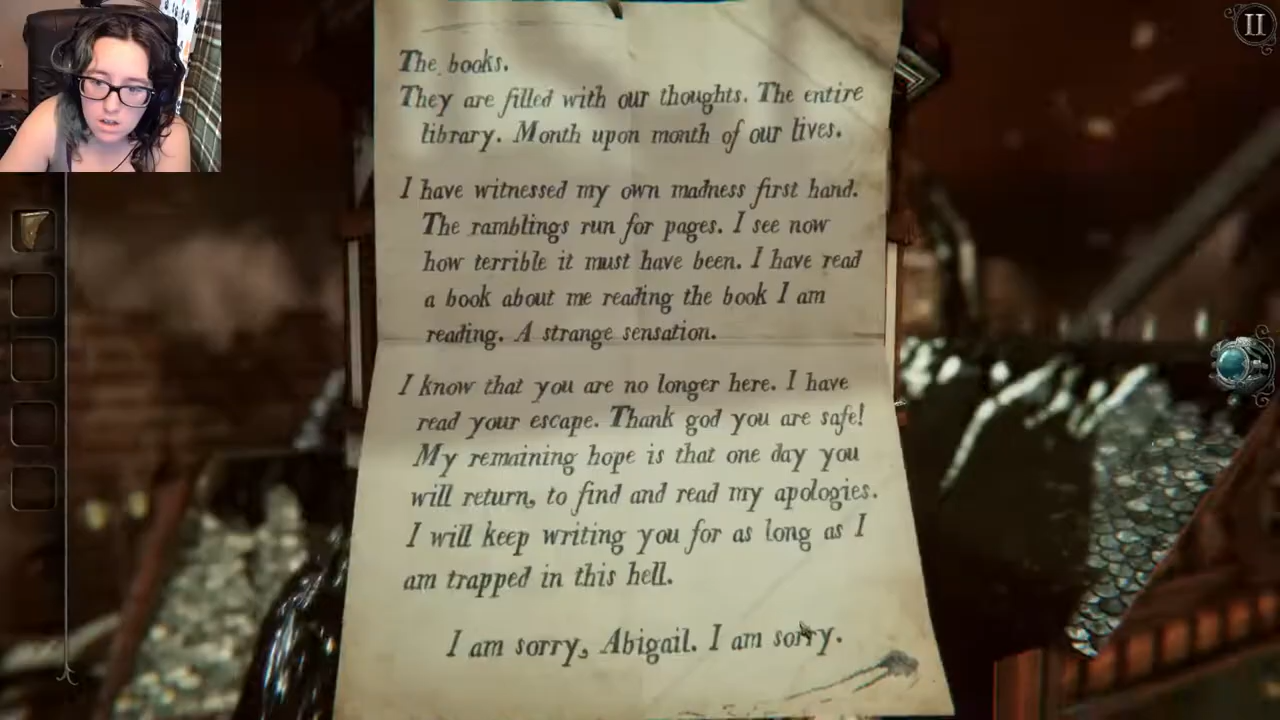 The books.
They are filled with our thoughts. The entire
library. Month upon month of our lives.
I have witnessed my own madness first hand.
The ramblings run for pages. I see now
how terrible it must have been. I have read
a book about me reading the book I am
reading. A strange sensation.
I know that you are no longer here. I have
read your escape. Thank god you are safe!
My remaining hope is that one day you
will return, to find and read my apologies.
I will keep writing you for as long as I
am trapped in this hell.
I am sorry, Abigail. I am sorry.